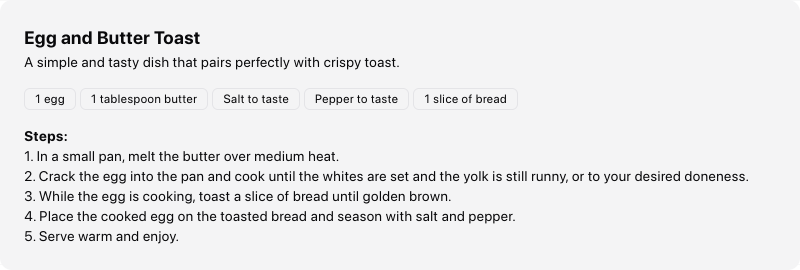 Egg and Butter Toast
A simple and tasty dish that pairs perfectly with crispy toast.
1 egg 1 tablespoon butter Salt to taste Pepper to taste 1 slice of bread
Steps:
1. In a small pan, melt the butter over medium heat.
2. Crack the egg into the pan and cook until the whites are set and the yolk is still runny, or to your desired doneness.
3. While the egg is cooking, toast a slice of bread until golden brown.
4. Place the cooked egg on the toasted bread and season with salt and pepper.
5. Serve warm and enjoy.